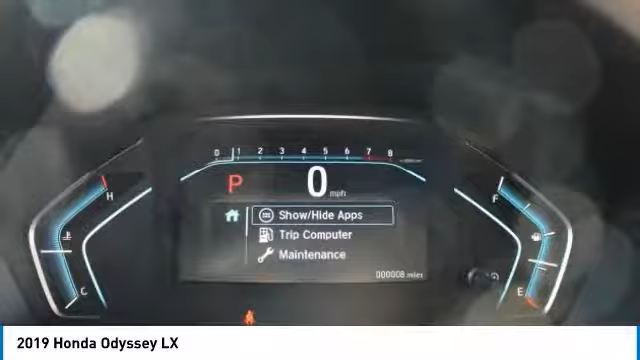 0 1 2 3 4 5 6 7 8
P 0 mph
H F
Show/Hide Apps
Trip Computer
Maintenance
C 000008 miles E
2019 Honda Odyssey LX